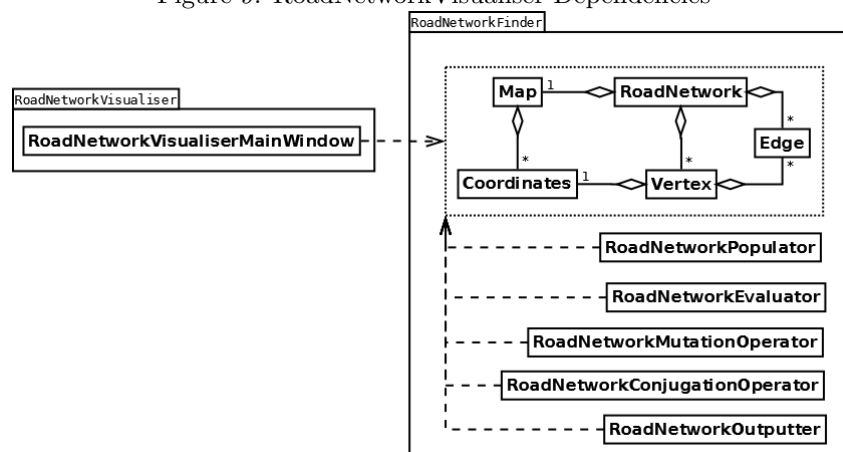 Figure 9: RoadNetworkVisualiser Dependencies
RoadNetworkFinder
Map 1 RoadNetwork
RoadNetworkVisualiser
RoadNetworkVisualiserMainWindow
* Edge
* * *
Coordinates 1 Vertex
RoadNetworkPopulator
RoadNetworkEvaluator
RoadNetworkMutationOperator
RoadNetworkConjugationOperator
RoadNetworkOutputter